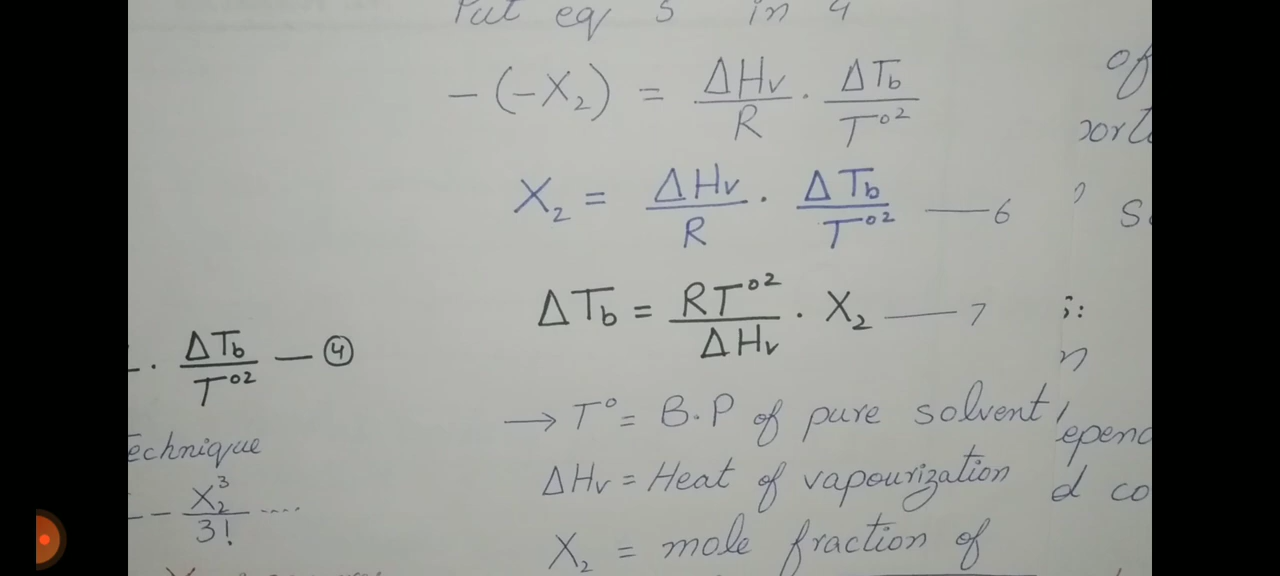 Put eq 5 in 4
-(-X₂) = ΔHv/R · ΔTb/T°²
X₂ = ΔHv/R · ΔTb/T°² — 6
ΔTb = RT°²/ΔHv · X₂ — 7
→ T° = B.P of pure solvent,
ΔHv = Heat of vapourization
X₂ = mole fraction of
· ΔTb/T°² — ④
echnique
- X₂³/3! ....
of
s:
n
epend
d co